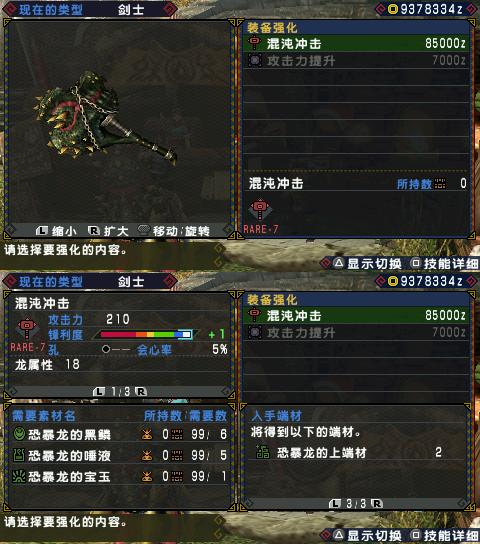 现在的类型 剑士
9378334z
装备强化
混沌冲击 85000z
攻击力提升 7000z
混沌冲击 所持数 0
RARE-7
L 缩小 R 扩大 移动/旋转
请选择要强化的内容。
△显示切换 □技能详细
现在的类型 剑士
9378334z
混沌冲击
攻击力 210
锋利度 +1
RARE-7 孔 ○-- 会心率 5%
龙属性 18
L 1/3 R
装备强化
混沌冲击 85000z
攻击力提升 7000z
需要素材名 所持数/需要数
恐暴龙的黑鳞 0 99/ 6
恐暴龙的唾液 0 99/ 5
恐暴龙的宝玉 0 99/ 1
入手端材
将得到以下的端材。
恐暴龙的上端材 2
L 3/3 R
请选择要强化的内容。
△显示切换 □技能详细